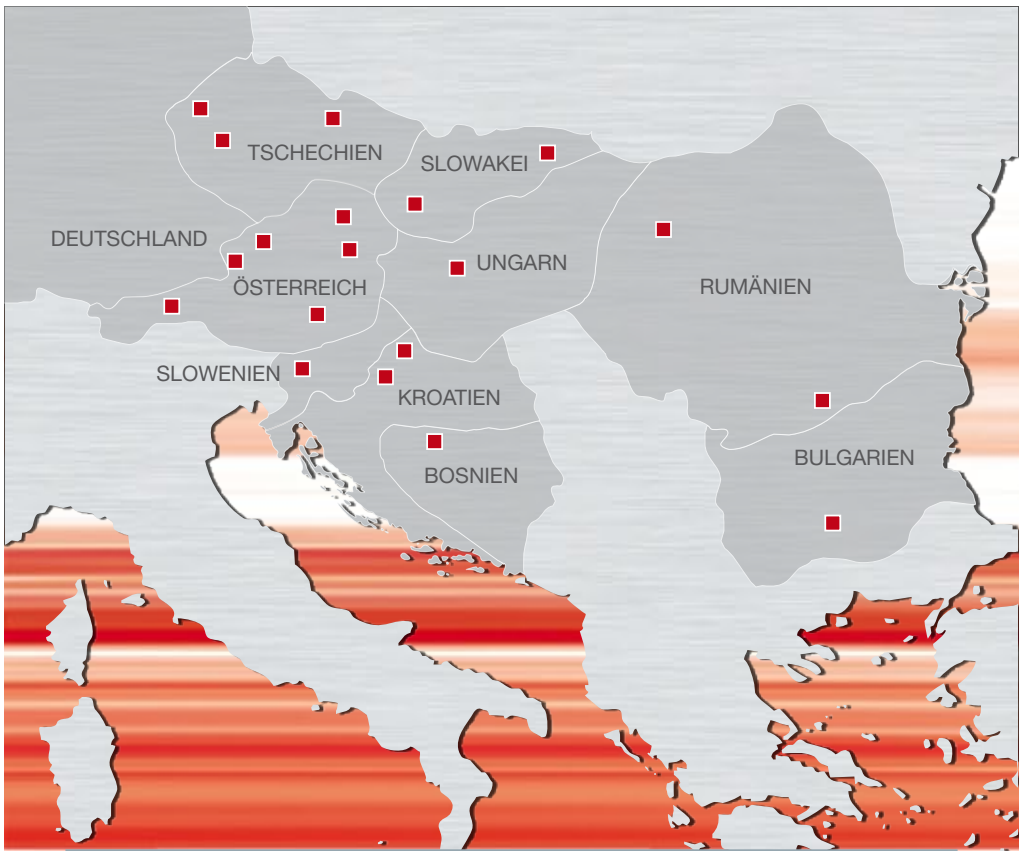 TSCHECHIEN
SLOWAKEI
DEUTSCHLAND
UNGARN
ÖSTERREICH
RUMÄNIEN
SLOWENIEN
KROATIEN
BULGARIEN
BOSNIEN